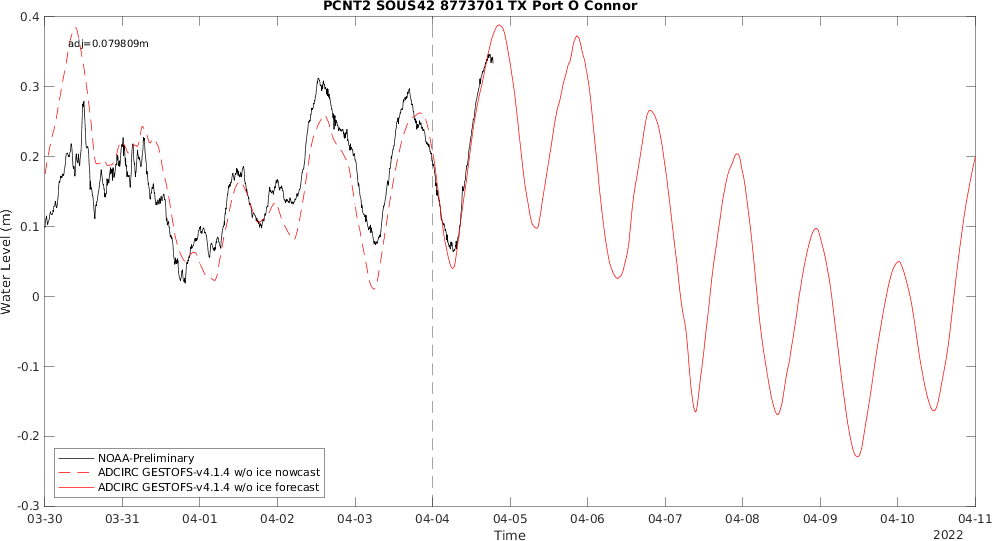 PCNT2 SOUS42 8773701 TX Port O Connor
adj=0.079809m
0.4
0.3
0.2
0.1
0
-0.1
-0.2
-0.3
Water Level (m)
NOAA-Preliminary
ADCIRC GESTOFS-v4.1.4 w/o ice nowcast
ADCIRC GESTOFS-v4.1.4 w/o ice forecast
03-30 03-31 04-01 04-02 04-03 04-04 04-05 04-06 04-07 04-08 04-09 04-10 04-11
Time
2022